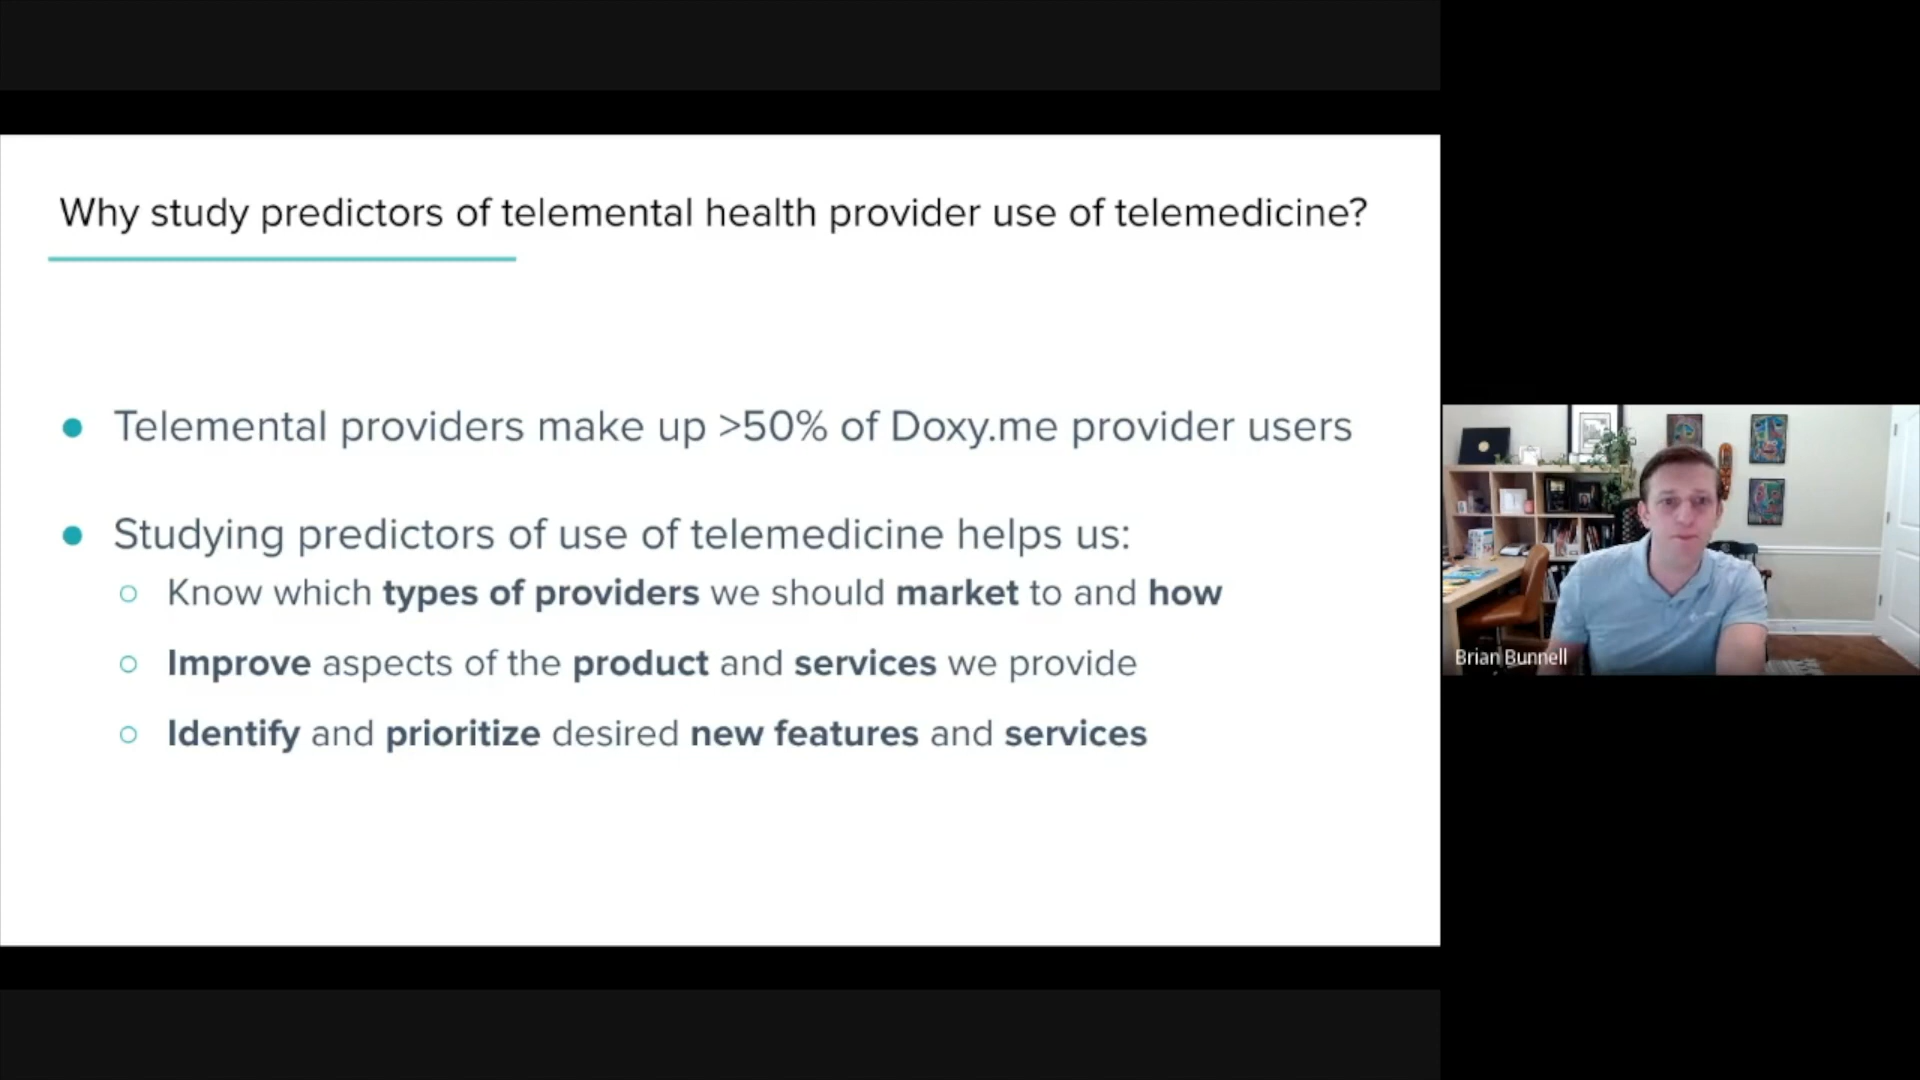 Why study predictors of telemental health provider use of telemedicine?
● Telemental providers make up >50% of Doxy.me provider users
● Studying predictors of use of telemedicine helps us:
○ Know which types of providers we should market to and how
○ Improve aspects of the product and services we provide
○ Identify and prioritize desired new features and services
Brian Bunnell